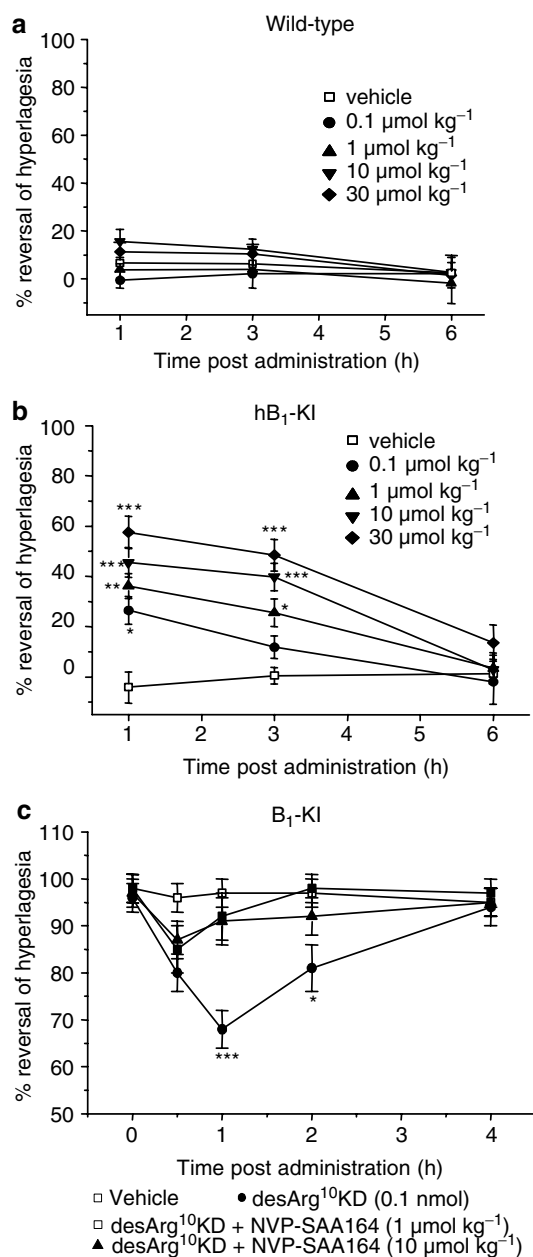 a
Wild-type
100
80
60
40
20
0
% reversal of hyperlagesia
vehicle
0.1 µmol kg⁻¹
1 µmol kg⁻¹
10 µmol kg⁻¹
30 µmol kg⁻¹
1 2 3 4 5 6
Time post administration (h)
b
hB₁-KI
100
80
60
40
20
0
% reversal of hyperlagesia
vehicle
0.1 µmol kg⁻¹
1 µmol kg⁻¹
10 µmol kg⁻¹
30 µmol kg⁻¹
***
***
***
***
**
*
*
1 2 3 4 5 6
Time post administration (h)
c
B₁-KI
110
100
90
80
70
60
50
% reversal of hyperlagesia
*
***
0 1 2 3 4
Time post administration (h)
Vehicle desArg¹⁰KD (0.1 nmol)
desArg¹⁰KD + NVP-SAA164 (1 µmol kg⁻¹)
desArg¹⁰KD + NVP-SAA164 (10 µmol kg⁻¹)